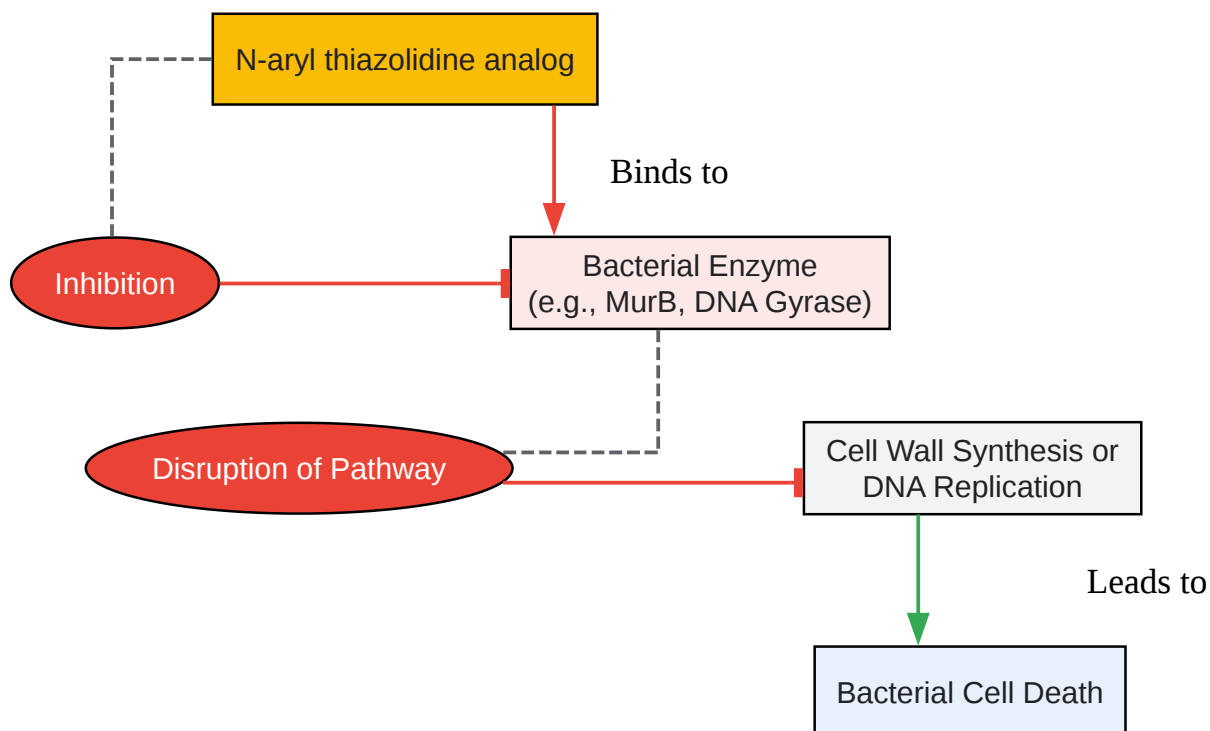 N-aryl thiazolidine analog
Binds to
Inhibition
Bacterial Enzyme
(e.g., MurB, DNA Gyrase)
Disruption of Pathway
Cell Wall Synthesis or
DNA Replication
Leads to
Bacterial Cell Death